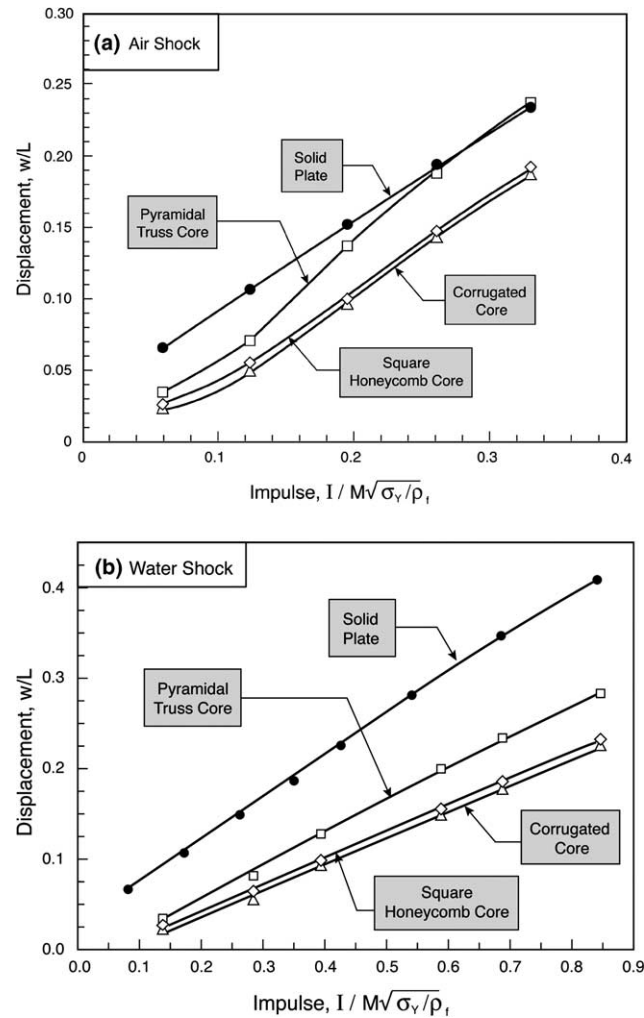 0.30
(a) Air Shock
0.25
0.20
0.15
0.10
0.05
0
Displacement, w/L
Solid
Plate
Pyramidal
Truss Core
Corrugated
Core
Square
Honeycomb Core
0 0.1 0.2 0.3 0.4
Impulse, I / M√σY/ρf
(b) Water Shock
0.4
0.3
0.2
0.1
0.0
Displacement, w/L
Solid
Plate
Pyramidal
Truss Core
Corrugated
Core
Square
Honeycomb Core
0.0 0.1 0.2 0.3 0.4 0.5 0.6 0.7 0.8 0.9
Impulse, I / M√σY/ρf